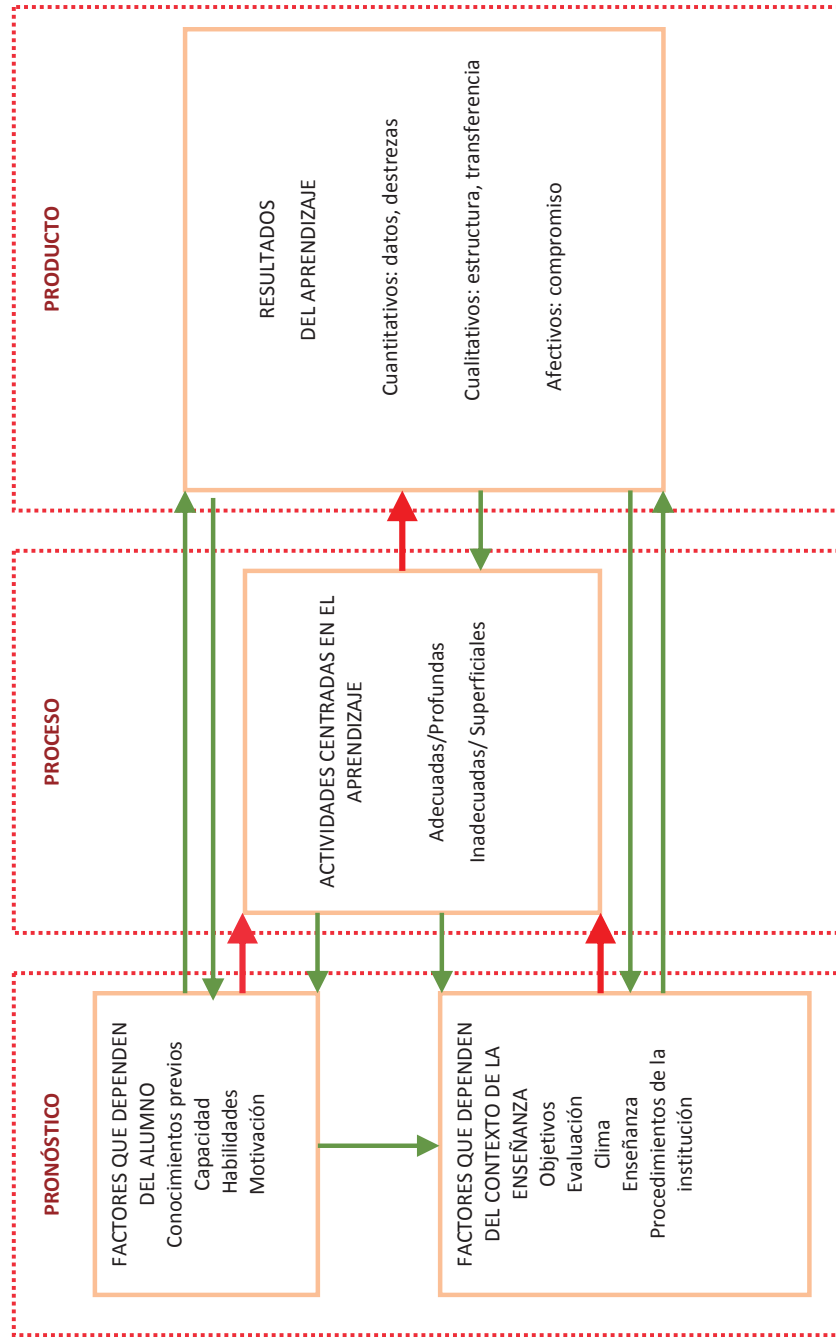 PRONÓSTICO
FACTORES QUE DEPENDEN
DEL ALUMNO
Conocimientos previos
Capacidad
Habilidades
Motivación
FACTORES QUE DEPENDEN
DEL CONTEXTO DE LA
ENSEÑANZA
Objetivos
Evaluación
Clima
Enseñanza
Procedimientos de la
institución
PROCESO
ACTIVIDADES CENTRADAS EN EL
APRENDIZAJE
Adecuadas/Profundas
Inadecuadas/ Superficiales
PRODUCTO
RESULTADOS
DEL APRENDIZAJE
Cuantitativos: datos, destrezas
Cualitativos: estructura, transferencia
Afectivos: compromiso